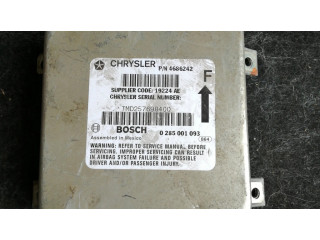 CHRYSLER
P/N 4686242
SUPPLIER CODE: 19224 AE
CHRYSLER SERIAL NUMBER:
F
BOSCH
0 285 001 093
Assembled in Mexico
WARNING: REFER TO SERVICE MANUAL BEFORE
SERVICING. IMPROPER SERVICE CAN RESULT
IN AIRBAG SYSTEM FAILURE AND POSSIBLE
DRIVER AND/OR PASSENGER INJURY.